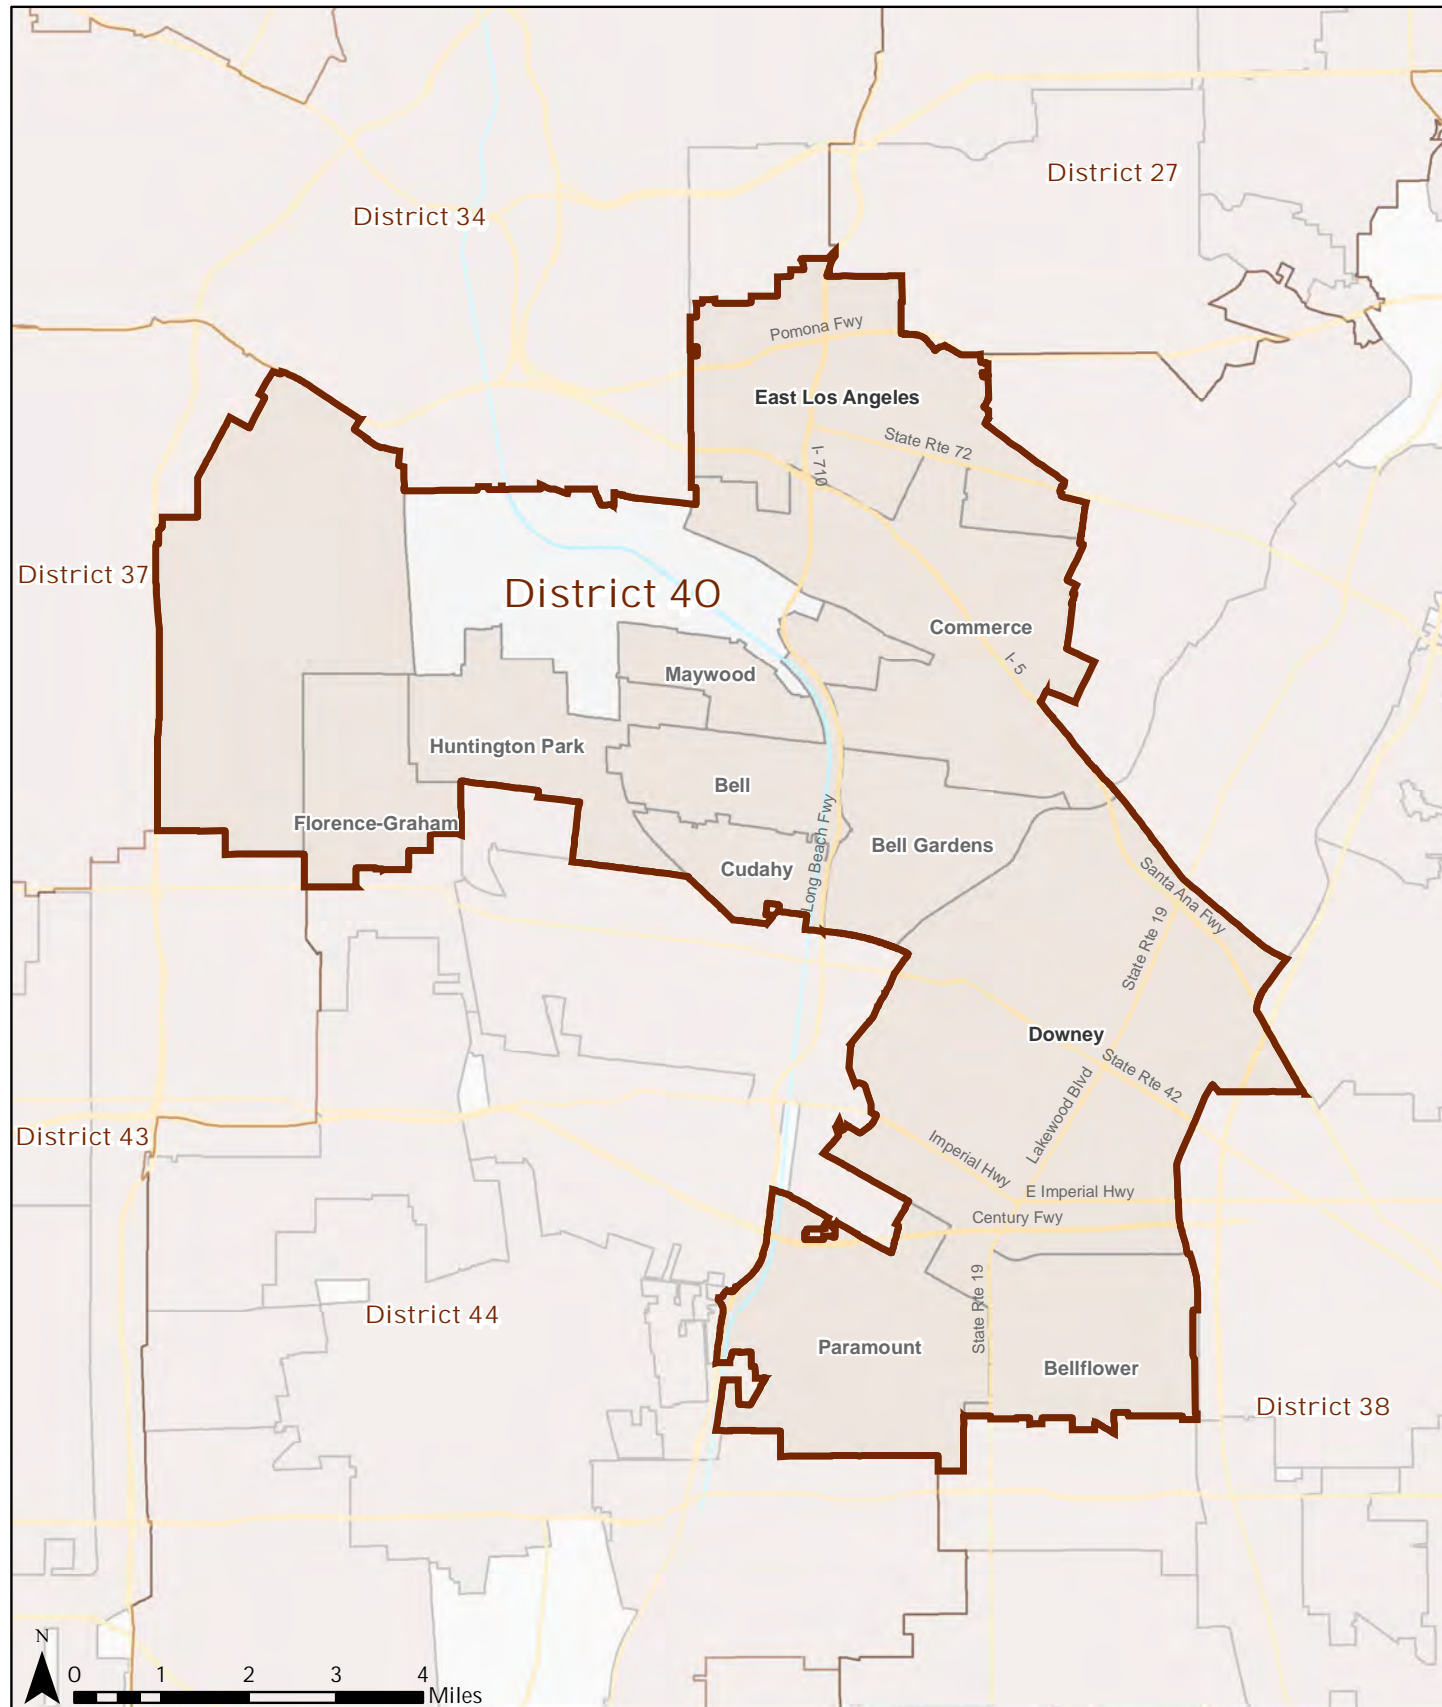 District 27
District 34
Pomona Fwy
East Los Angeles
State Rte 72
I- 710
District 37
District 40
Commerce
I- 5
Maywood
Huntington Park
Bell
Florence-Graham
Long Beach Fwy
Bell Gardens
Cudahy
Santa Ana Fwy
State Rte 19
Downey
State Rte 42
Lakewood Blvd
District 43
Imperial Hwy
E Imperial Hwy
Century Fwy
State Rte 19
District 44
Paramount
Bellflower
District 38
N
0 1 2 3 4
Miles